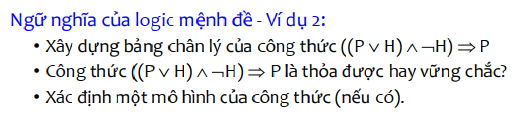 Ngữ nghĩa của logic mệnh đề - Ví dụ 2:
• Xây dựng bảng chân lý của công thức ((P ∨ H) ∧ ¬H) ⇒ P
• Công thức ((P ∨ H) ∧ ¬H) ⇒ P là thỏa được hay vững chắc?
• Xác định một mô hình của công thức (nếu có).